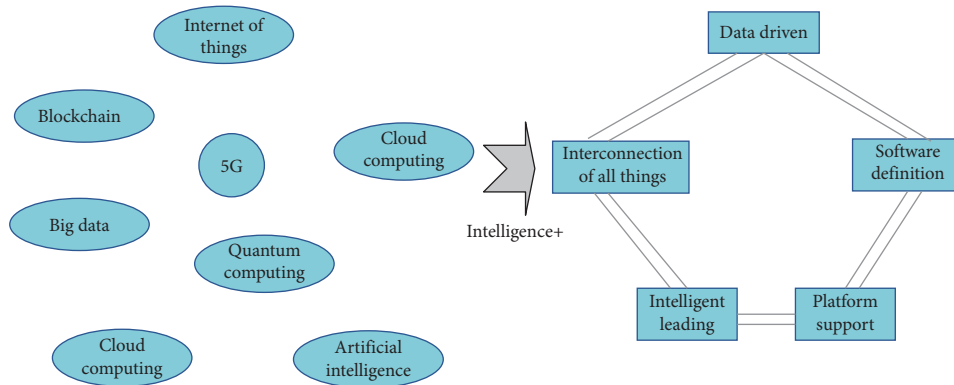 Internet of
things
Blockchain
5G
Cloud
computing
Big data
Quantum
computing
Cloud
computing
Artificial
intelligence
Intelligence+
Data driven
Interconnection
of all things
Software
definition
Intelligent
leading
Platform
support